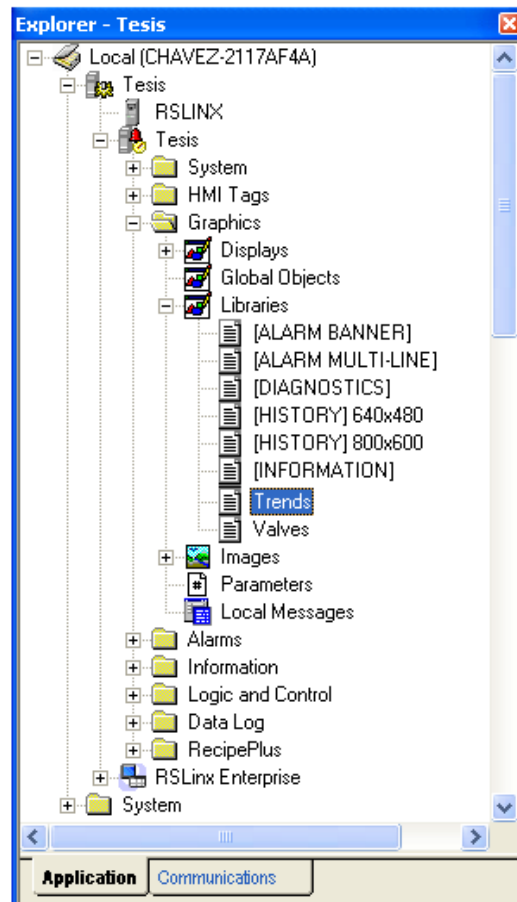 Explorer - Tesis
Local (CHAVEZ-2117AF4A)
Tesis
RSLINX
Tesis
System
HMI Tags
Graphics
Displays
Global Objects
Libraries
[ALARM BANNER]
[ALARM MULTI-LINE]
[DIAGNOSTICS]
[HISTORY] 640x480
[HISTORY] 800x600
[INFORMATION]
Trends
Valves
Images
Parameters
Local Messages
Alarms
Information
Logic and Control
Data Log
RecipePlus
RSLinx Enterprise
System
Application Communications